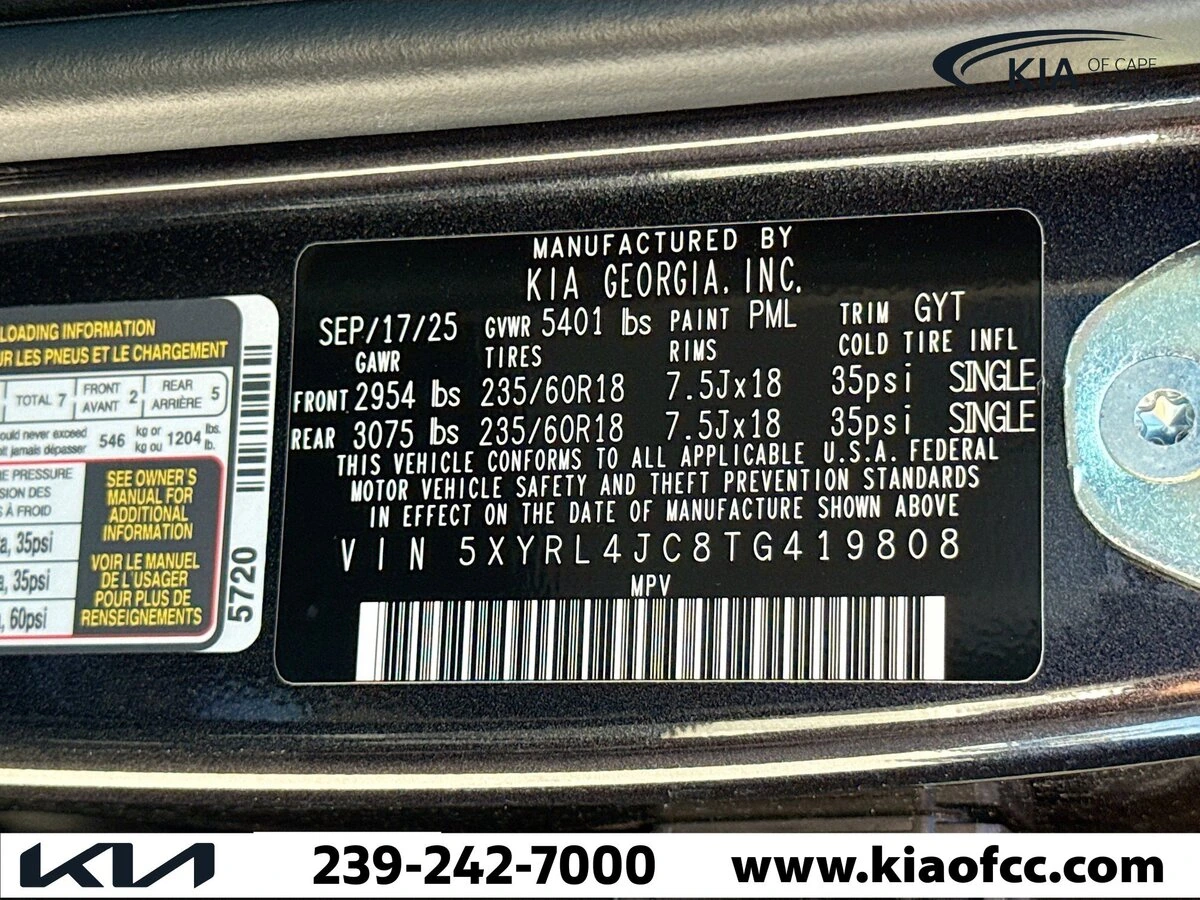 KIA OF CAPE
MANUFACTURED BY
KIA GEORGIA, INC.
SEP/17/25 GVWR 5401 lbs PAINT PML TRIM GYT
GAWR TIRES RIMS COLD TIRE INFL
FRONT 2954 lbs 235/60R18 7.5Jx18 35psi SINGLE
REAR 3075 lbs 235/60R18 7.5Jx18 35psi SINGLE
THIS VEHICLE CONFORMS TO ALL APPLICABLE U.S.A. FEDERAL
MOTOR VEHICLE SAFETY AND THEFT PREVENTION STANDARDS
IN EFFECT ON THE DATE OF MANUFACTURE SHOWN ABOVE
VIN 5XYRL4JC8TG419808
MPV
LOADING INFORMATION
LES PNEUS ET LE CHARGEMENT
TOTAL 7 FRONT AVANT 2 REAR ARRIÈRE 5
never exceed 546 kg or 1204 lbs.
jamais dépasser kg ou lb.
PRESSURE
DES
À FROID
35psi
35psi
60psi
SEE OWNER'S
MANUAL FOR
ADDITIONAL
INFORMATION
VOIR LE MANUEL
DE L'USAGER
POUR PLUS DE
RENSEIGNEMENTS
5720
KIA 239-242-7000 www.kiaofcc.com